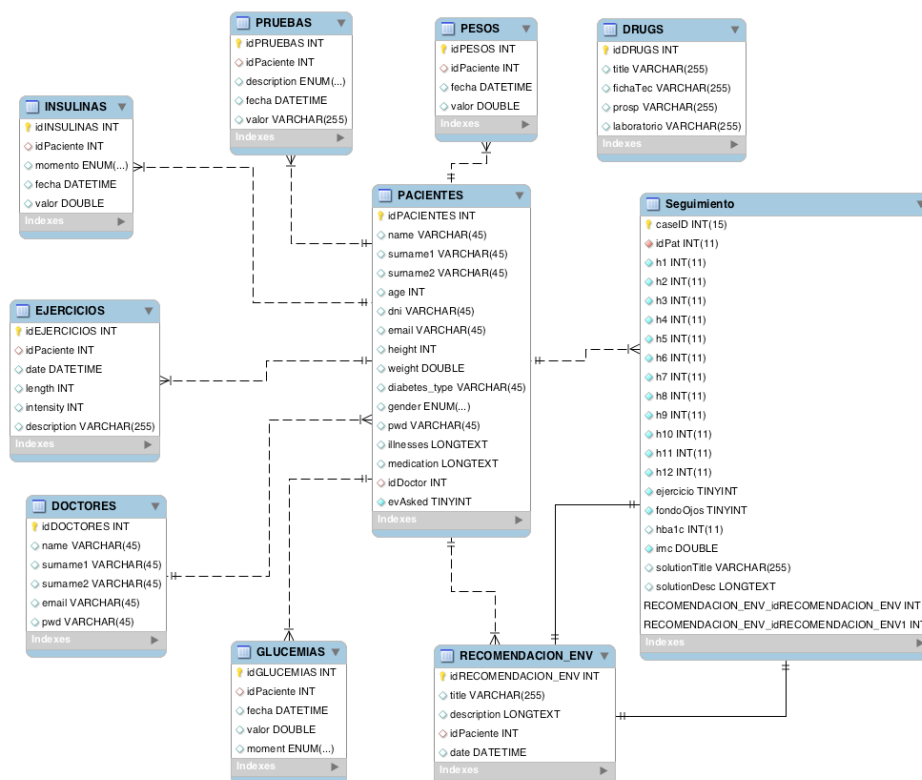 PRUEBAS
idPRUEBAS INT
idPaciente INT
description ENUM(...)
fecha DATETIME
valor VARCHAR(255)
Indexes
PESOS
idPESOS INT
idPaciente INT
fecha DATETIME
valor DOUBLE
Indexes
DRUGS
idDRUGS INT
title VARCHAR(255)
fichaTec VARCHAR(255)
prosp VARCHAR(255)
laboratorio VARCHAR(255)
Indexes
INSULINAS
idINSULINAS INT
idPaciente INT
momento ENUM(...)
fecha DATETIME
valor DOUBLE
Indexes
PACIENTES
idPACIENTES INT
name VARCHAR(45)
surname1 VARCHAR(45)
surname2 VARCHAR(45)
age INT
dni VARCHAR(45)
email VARCHAR(45)
height INT
weight DOUBLE
diabetes_type VARCHAR(45)
gender ENUM(...)
pwd VARCHAR(45)
illnesses LONGTEXT
medication LONGTEXT
idDoctor INT
evAsked TINYINT
Indexes
Seguimiento
caseID INT(15)
idPat INT(11)
h1 INT(11)
h2 INT(11)
h3 INT(11)
h4 INT(11)
h5 INT(11)
h6 INT(11)
h7 INT(11)
h8 INT(11)
h9 INT(11)
h10 INT(11)
h11 INT(11)
h12 INT(11)
ejercicio TINYINT
fondoOjos TINYINT
hba1c INT(11)
imc DOUBLE
solutionTitle VARCHAR(255)
solutionDesc LONGTEXT
RECOMENDACION_ENV_idRECOMENDACION_ENV INT
RECOMENDACION_ENV_idRECOMENDACION_ENV1 INT
Indexes
EJERCICIOS
idEJERCICIOS INT
idPaciente INT
date DATETIME
length INT
intensity INT
description VARCHAR(255)
Indexes
DOCTORES
idDOCTORES INT
name VARCHAR(45)
surname1 VARCHAR(45)
surname2 VARCHAR(45)
email VARCHAR(45)
pwd VARCHAR(45)
Indexes
GLUCEMIAS
idGLUCEMIAS INT
idPaciente INT
fecha DATETIME
valor DOUBLE
moment ENUM(...)
Indexes
RECOMENDACION_ENV
idRECOMENDACION_ENV INT
title VARCHAR(255)
description LONGTEXT
idPaciente INT
date DATETIME
Indexes